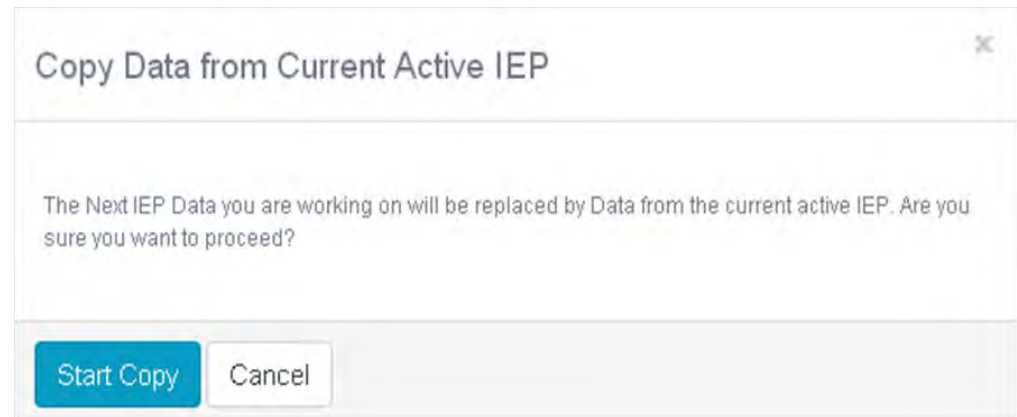 Copy Data from Current Active IEP
×
The Next IEP Data you are working on will be replaced by Data from the current active IEP. Are you
sure you want to proceed?
Start Copy
Cancel